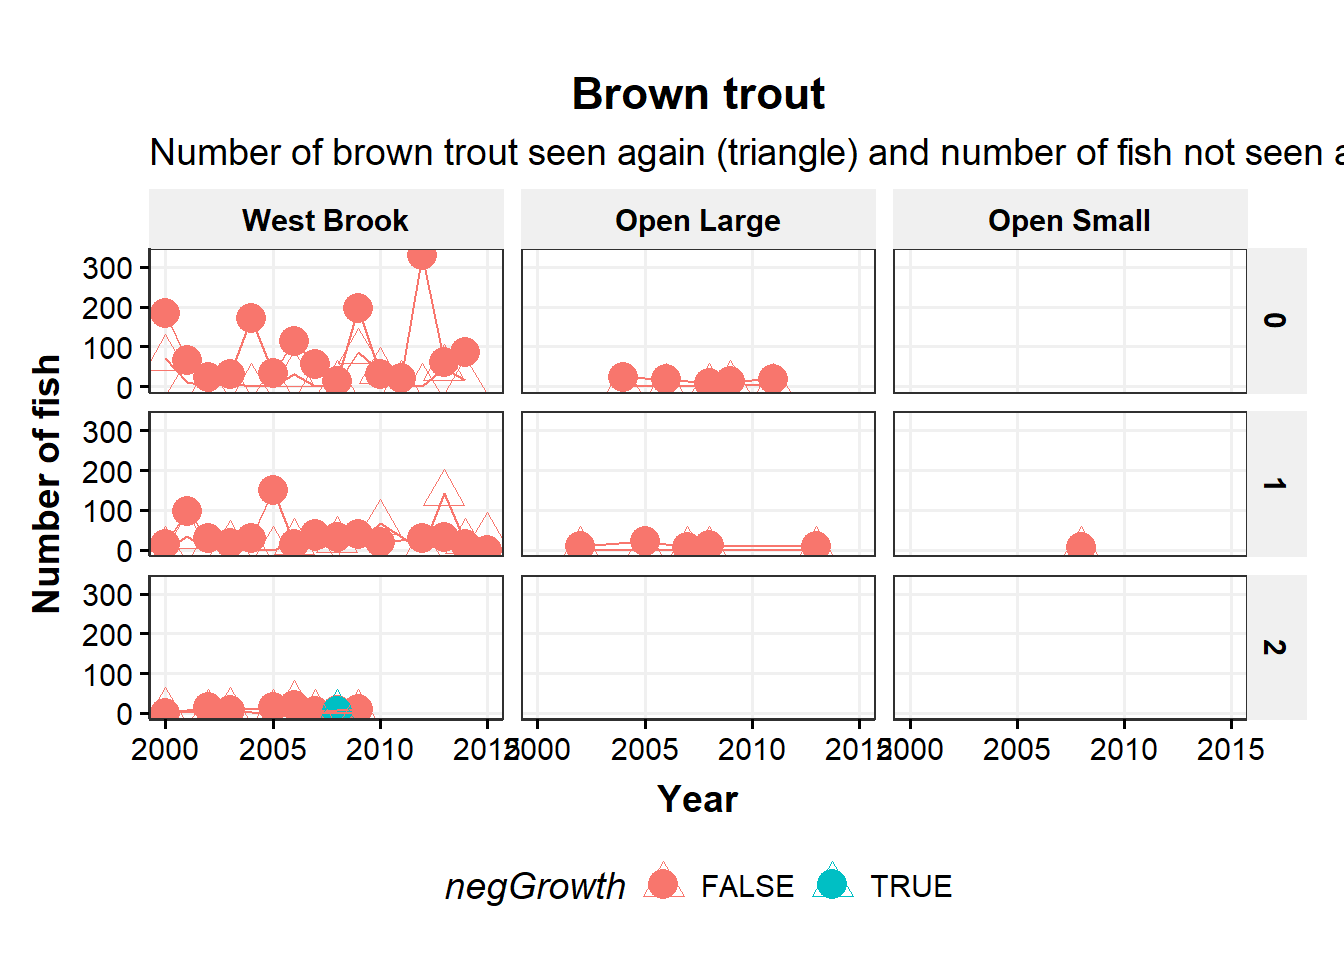 Brown trout
Number of brown trout seen again (triangle) and number of fish not seen
West Brook Open Large Open Small
300
200
100
0
0
300
200
100
0
1
300
200
100
0
2
2000 2005 2010 2015 2000 2005 2010 2015 2000 2005 2010 2015
Number of fish
Year
negGrowth FALSE TRUE